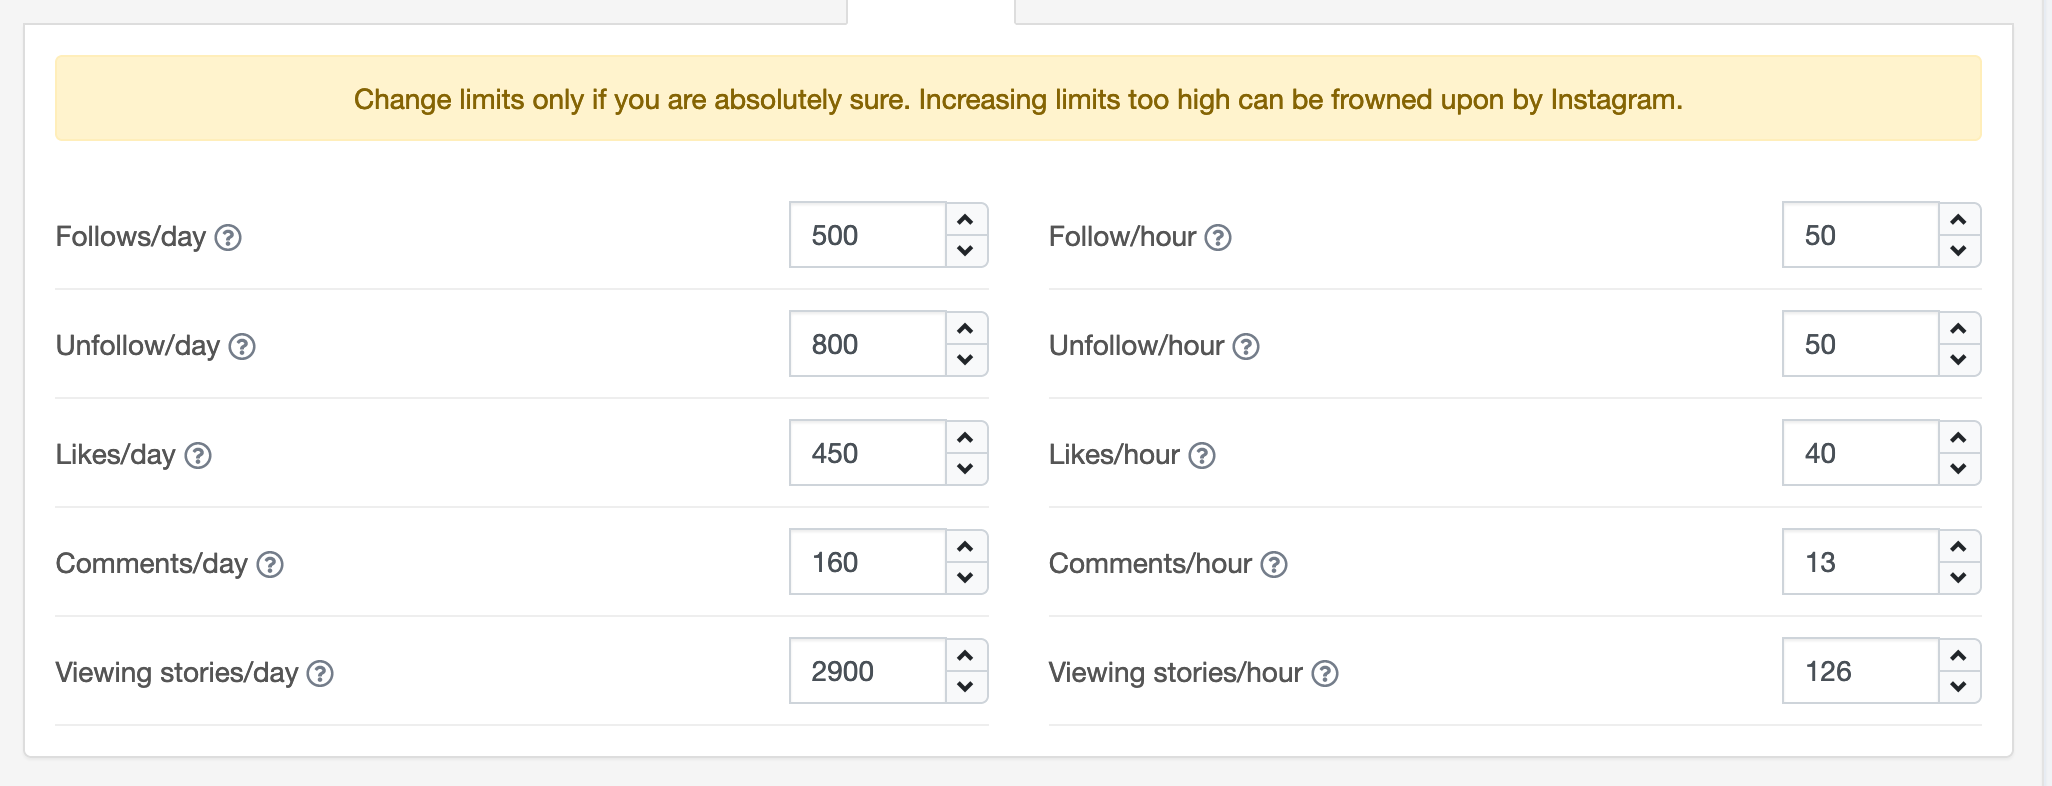 Change limits only if you are absolutely sure. Increasing limits too high can be frowned upon by Instagram.
Follows/day ? 500
Follow/hour ? 50
Unfollow/day ? 800
Unfollow/hour ? 50
Likes/day ? 450
Likes/hour ? 40
Comments/day ? 160
Comments/hour ? 13
Viewing stories/day ? 2900
Viewing stories/hour ? 126